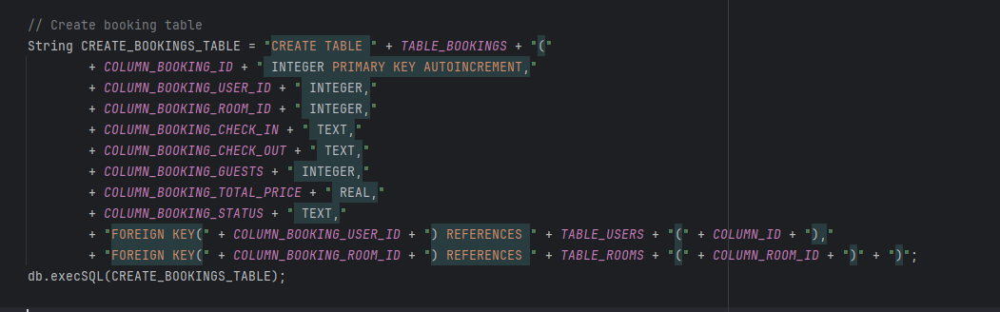 // Create booking table
String CREATE_BOOKINGS_TABLE = "CREATE TABLE " + TABLE_BOOKINGS + "("
+ COLUMN_BOOKING_ID + " INTEGER PRIMARY KEY AUTOINCREMENT,"
+ COLUMN_BOOKING_USER_ID + " INTEGER,"
+ COLUMN_BOOKING_ROOM_ID + " INTEGER,"
+ COLUMN_BOOKING_CHECK_IN + " TEXT,"
+ COLUMN_BOOKING_CHECK_OUT + " TEXT,"
+ COLUMN_BOOKING_GUESTS + " INTEGER,"
+ COLUMN_BOOKING_TOTAL_PRICE + " REAL,"
+ COLUMN_BOOKING_STATUS + " TEXT,"
+ "FOREIGN KEY(" + COLUMN_BOOKING_USER_ID + ") REFERENCES " + TABLE_USERS + "(" + COLUMN_ID + "),"
+ "FOREIGN KEY(" + COLUMN_BOOKING_ROOM_ID + ") REFERENCES " + TABLE_ROOMS + "(" + COLUMN_ROOM_ID + ")" + ")";
db.execSQL(CREATE_BOOKINGS_TABLE);